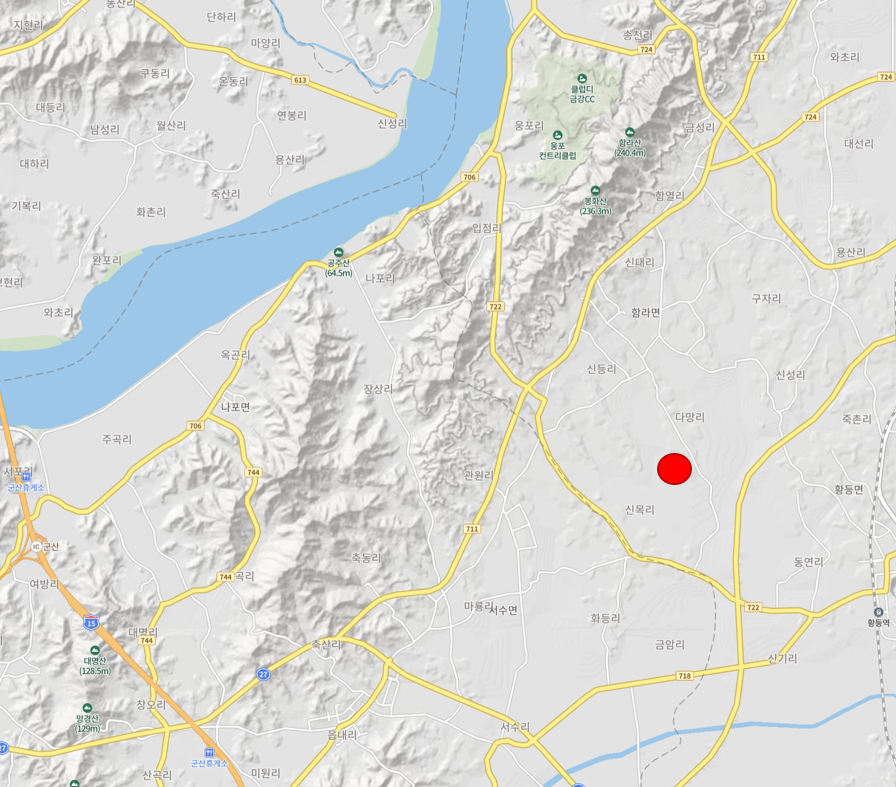 동산리
지현리
단하리
마양리
송천리
724
711
와초리
쿠동리
온동리
613
클럽디
금강CC
724
대등리
연봉리
남성리
월산리
신성리
웅포리
724
금성리
함라산
(240.4m)
대선리
웅포
컨트리클럽
대하리
용산리
706
죽산리
봉화산
(236.3m)
함열리
기복리
화촌리
입점리
공주산
(64.5m)
용산리
완포리
신태리
나포리
와초리
722
함라면
구자리
옥곤리
신등리
신성리
장상리
나포면
다망리
죽촌리
706
주곡리
서포리
군산휴게소
744
관원리
황등면
신목리
711
IC 군산
축동리
동연리
744
곡리
여방리
마룡리
서수면
722
화등리
황등역
15
대명리
744
축산리
금암리
신기리
대명산
(128.5m)
27
718
창오리
망경산
(129m)
서수리
읍내리
27
군산휴게소
산곡리
미원리